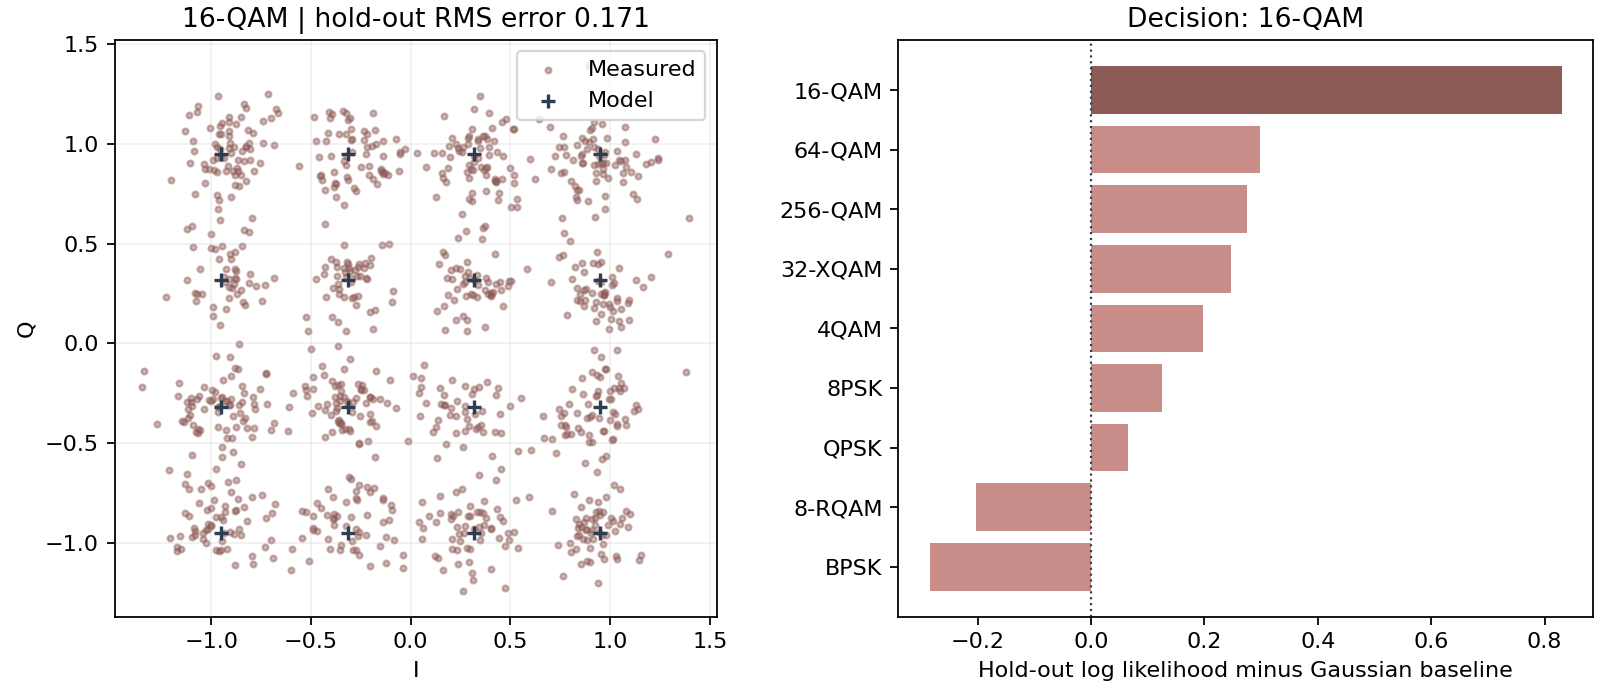 16-QAM | hold-out RMS error 0.171
Measured
Model
1.5
1.0
0.5
0.0
−0.5
−1.0
Q
−1.0
−0.5
0.0
0.5
1.0
1.5
I
Decision: 16-QAM
16-QAM
64-QAM
256-QAM
32-XQAM
4QAM
8PSK
QPSK
8-RQAM
BPSK
−0.2
0.0
0.2
0.4
0.6
0.8
Hold-out log likelihood minus Gaussian baseline